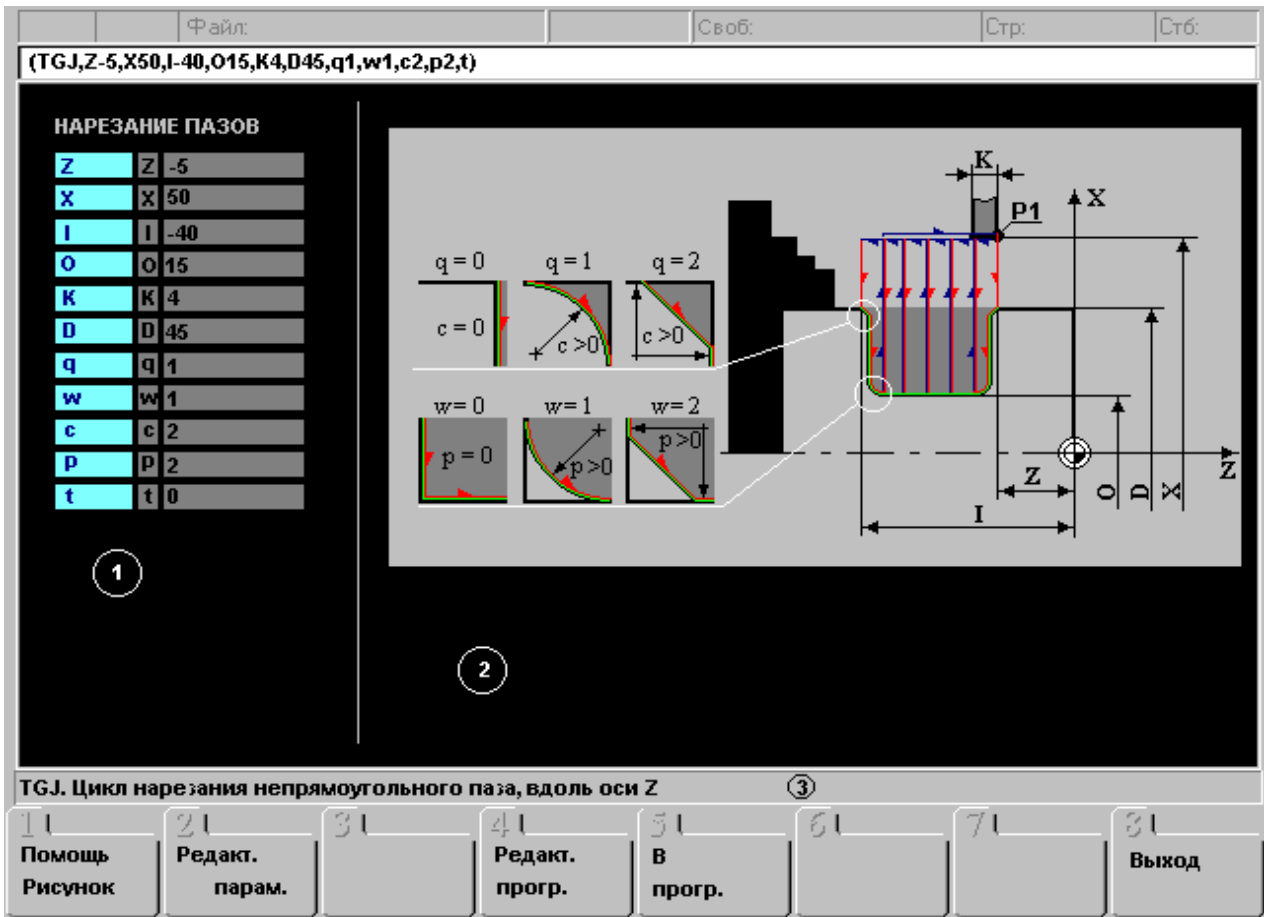 Файл:
Своб:
Стр:
Стб:
(TGJ,Z-5,X50,I-40,O15,K4,D45,q1,w1,c2,p2,t)
НАРЕЗАНИЕ ПАЗОВ
Z Z -5
X X 50
I I -40
O O 15
K K 4
D D 45
q q 1
w w 1
c c 2
p p 2
t t 0
1
q = 0 q = 1 q = 2
c = 0 c >0 c >0
w= 0 w= 1 w= 2
p = 0 p>0 p>0
K
P1
X
Z
Z
I
O
D
X
2
TGJ. Цикл нарезания непрямоугольного паза, вдоль оси Z 3
1 2 3 4 5 6 7 8
Помощь Рисунок
Редакт. парам.
Редакт. прогр.
В прогр.
Выход